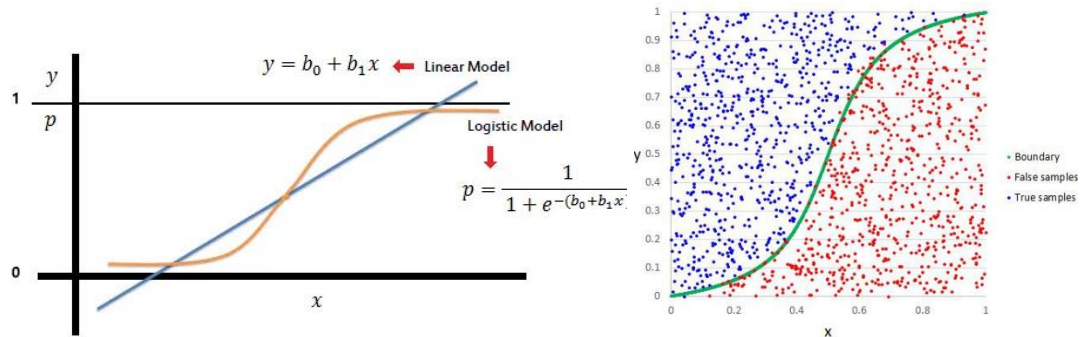 y = b₀ + b₁x
Linear Model
y
1
p
Logistic Model
p = 1 / 1 + e^-(b₀+b₁x)
0
x
1
0.9
0.8
0.7
0.6
0.5
0.4
0.3
0.2
0.1
0
y
0 0.2 0.4 0.6 0.8 1
x
Boundary
False samples
True samples